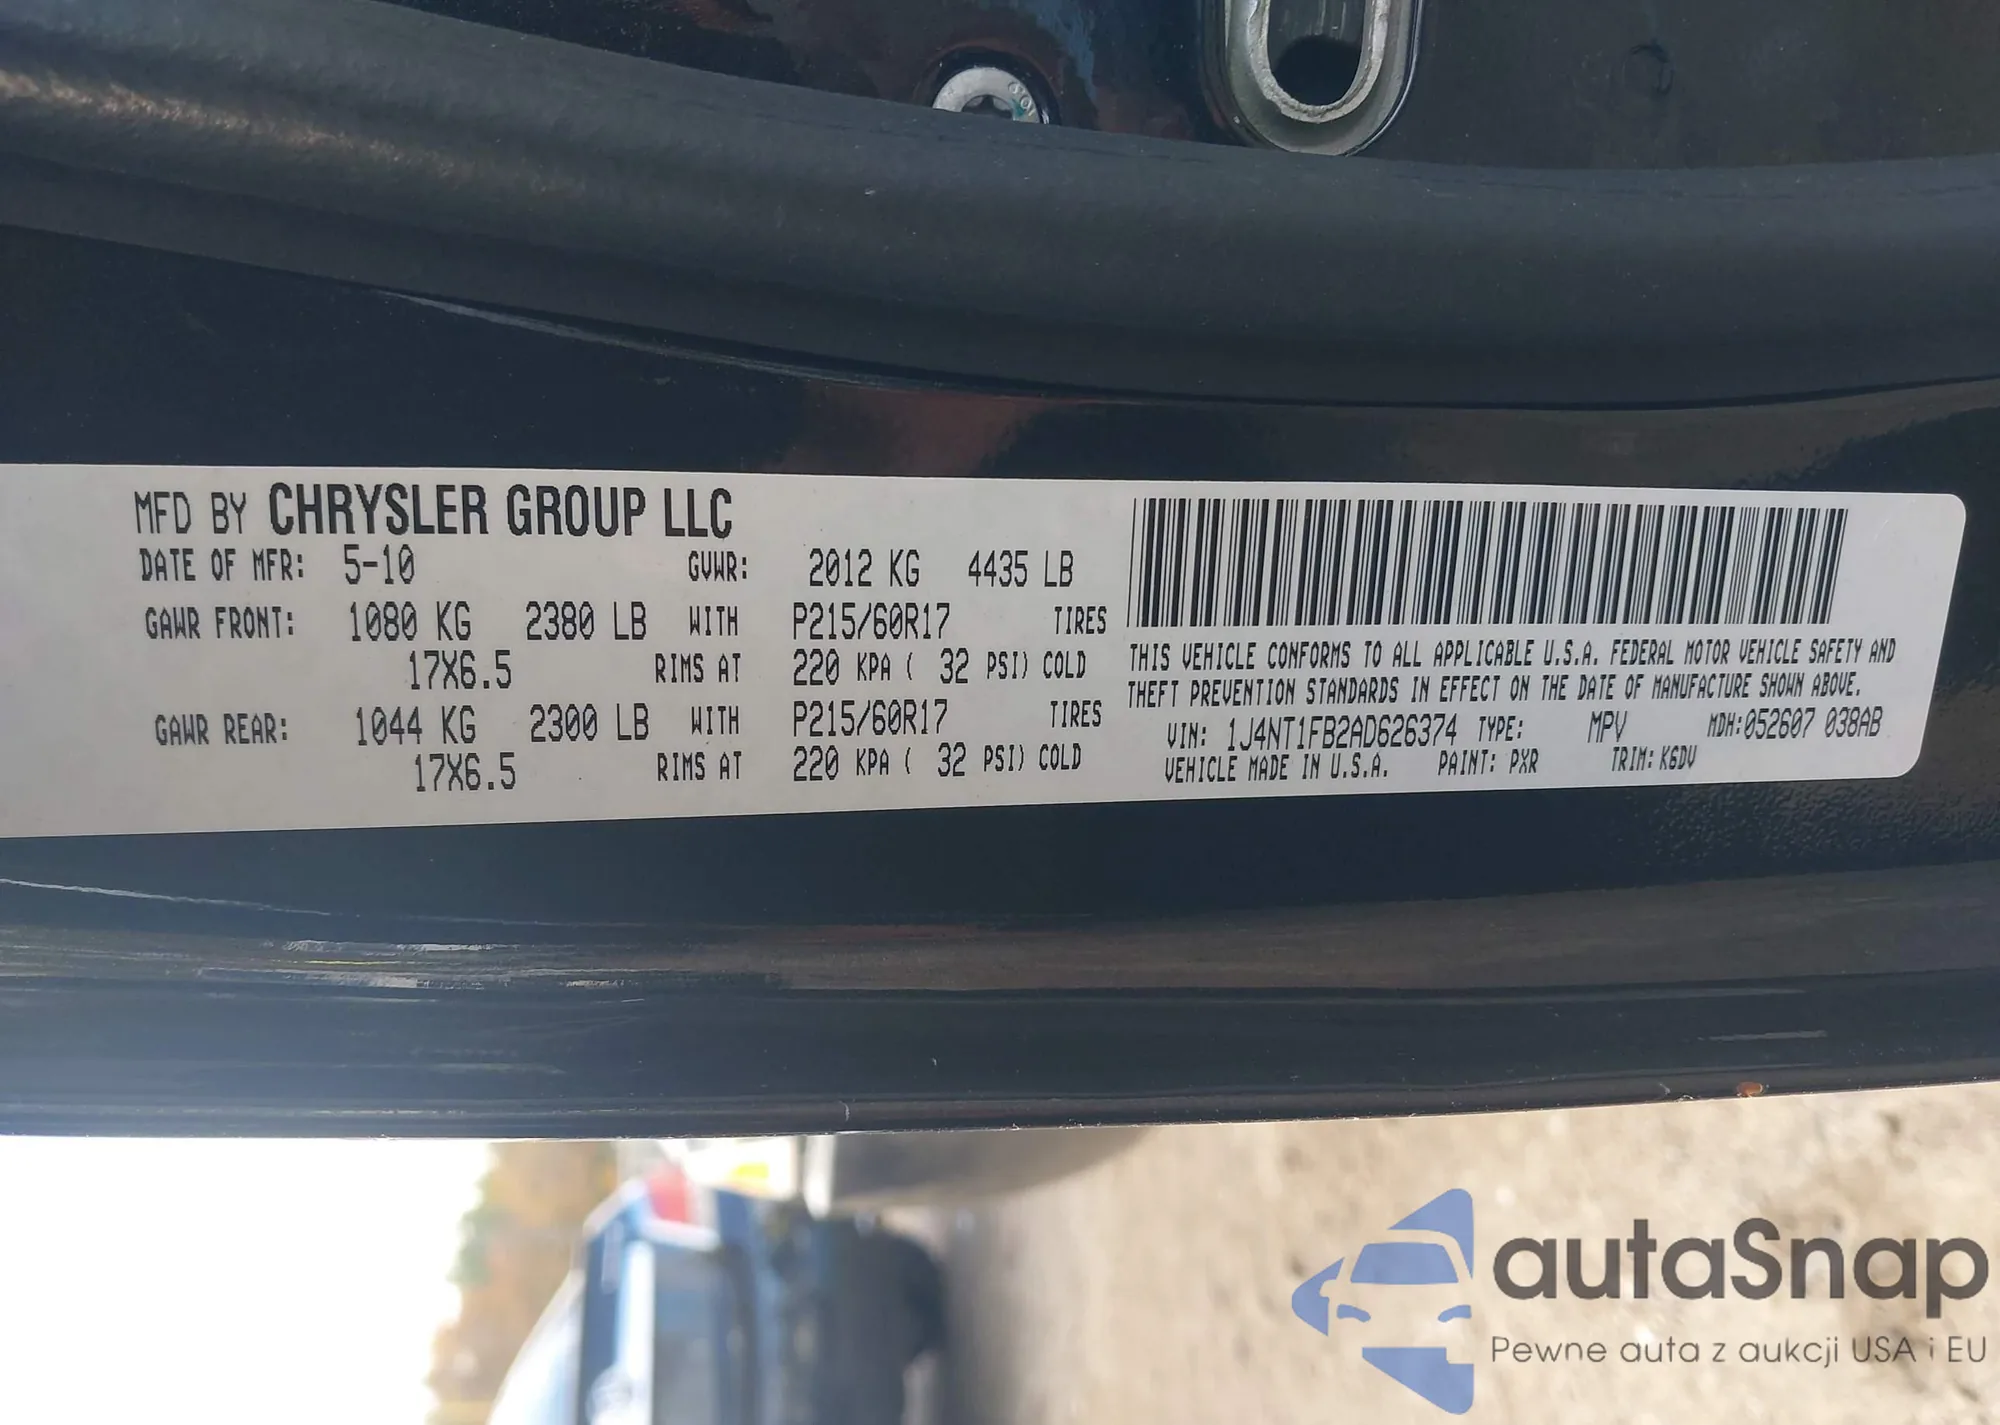 MFD BY CHRYSLER GROUP LLC
DATE OF MFR: 5-10 GVWR: 2012 KG 4435 LB
GAWR FRONT: 1080 KG 2380 LB WITH P215/60R17 TIRES
17X6.5 RIMS AT 220 KPA ( 32 PSI) COLD
GAWR REAR: 1044 KG 2300 LB WITH P215/60R17 TIRES
17X6.5 RIMS AT 220 KPA ( 32 PSI) COLD
THIS VEHICLE CONFORMS TO ALL APPLICABLE U.S.A. FEDERAL MOTOR VEHICLE SAFETY AND
THEFT PREVENTION STANDARDS IN EFFECT ON THE DATE OF MANUFACTURE SHOWN ABOVE.
VIN: 1J4NT1FB2AD626374 TYPE: MPV MDH:052607 038AB
VEHICLE MADE IN U.S.A. PAINT: PXR TRIM: K6DV
autaSnap
Pewne auta z aukcji USA i EU